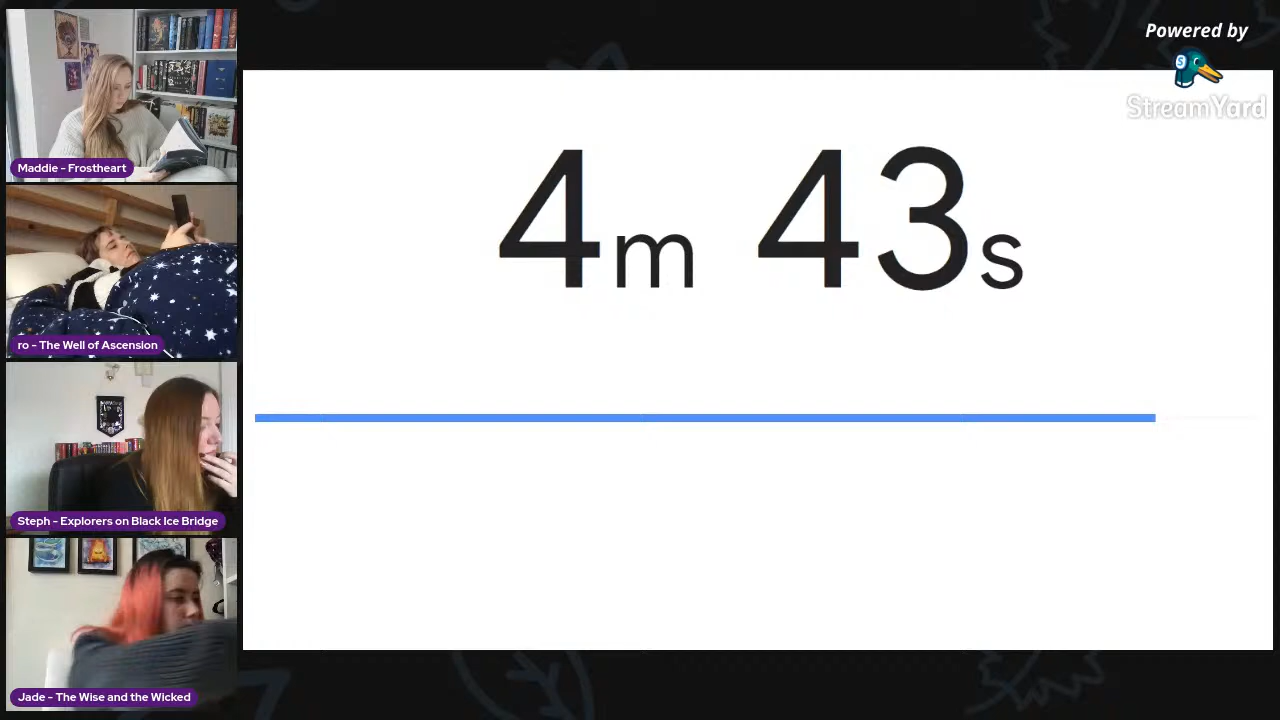 Powered by
StreamYard
4m 43s
Maddie - Frostheart
ro - The Well of Ascension
Steph - Explorers on Black Ice Bridge
Jade - The Wise and the Wicked